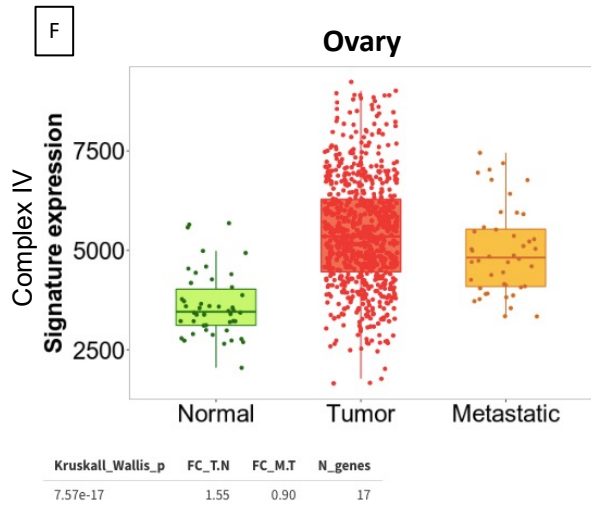 F
Ovary
Complex IV
Signature expression
7500
5000
2500
Normal Tumor Metastatic
Kruskall_Wallis_p FC_T.N FC_M.T N_genes
7.57e-17 1.55 0.90 17